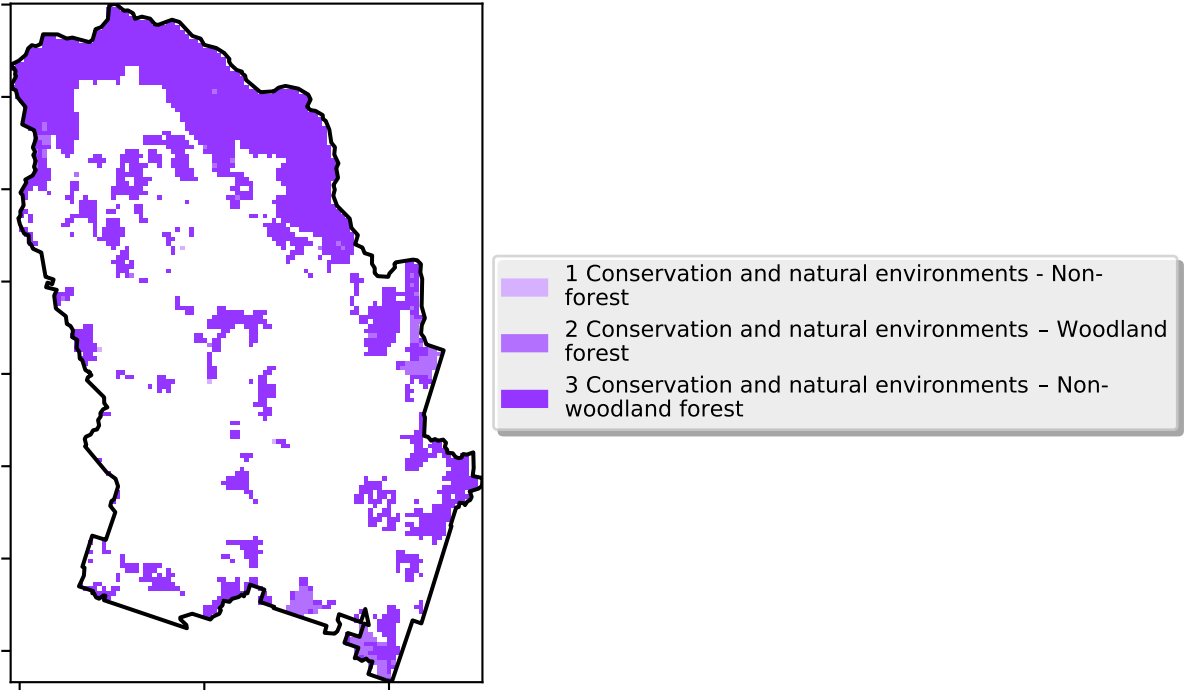 1 Conservation and natural environments - Non-
forest
2 Conservation and natural environments – Woodland
forest
3 Conservation and natural environments – Non-
woodland forest